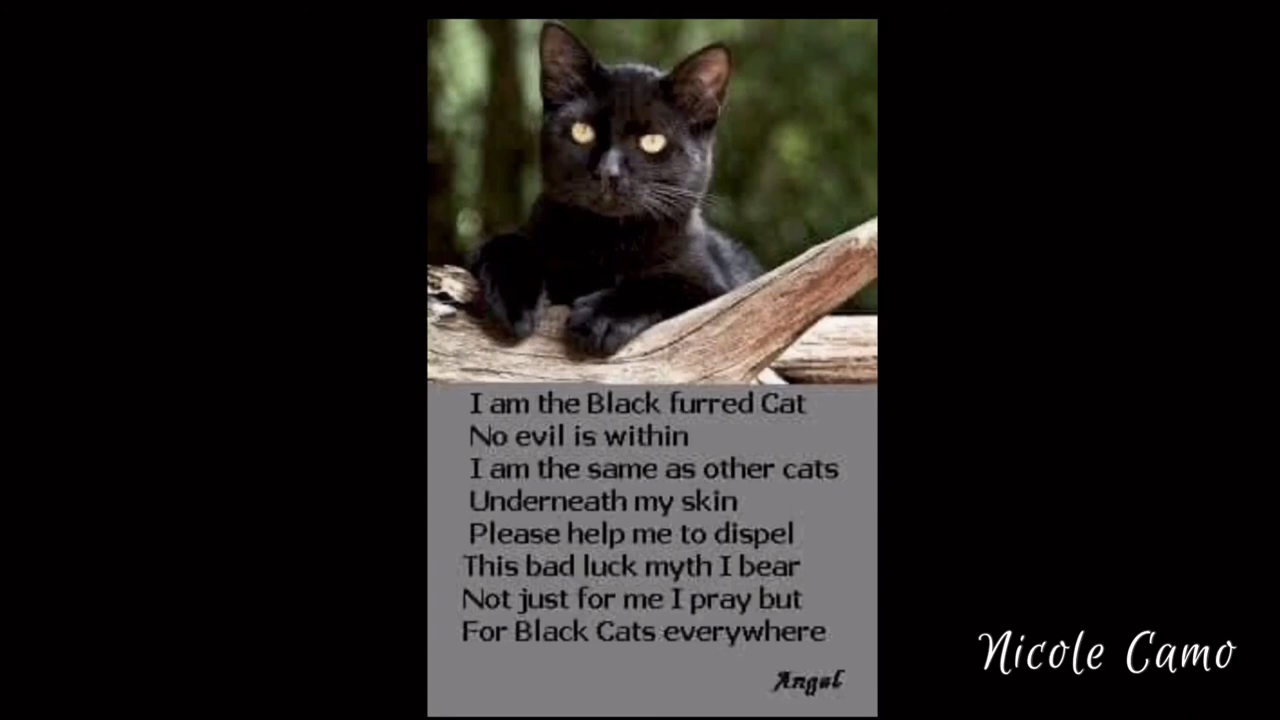 I am the Black furred Cat
No evil is within
I am the same as other cats
Underneath my skin
Please help me to dispel
This bad luck myth I bear
Not just for me I pray but
For Black Cats everywhere
Angel
Nicole Camo